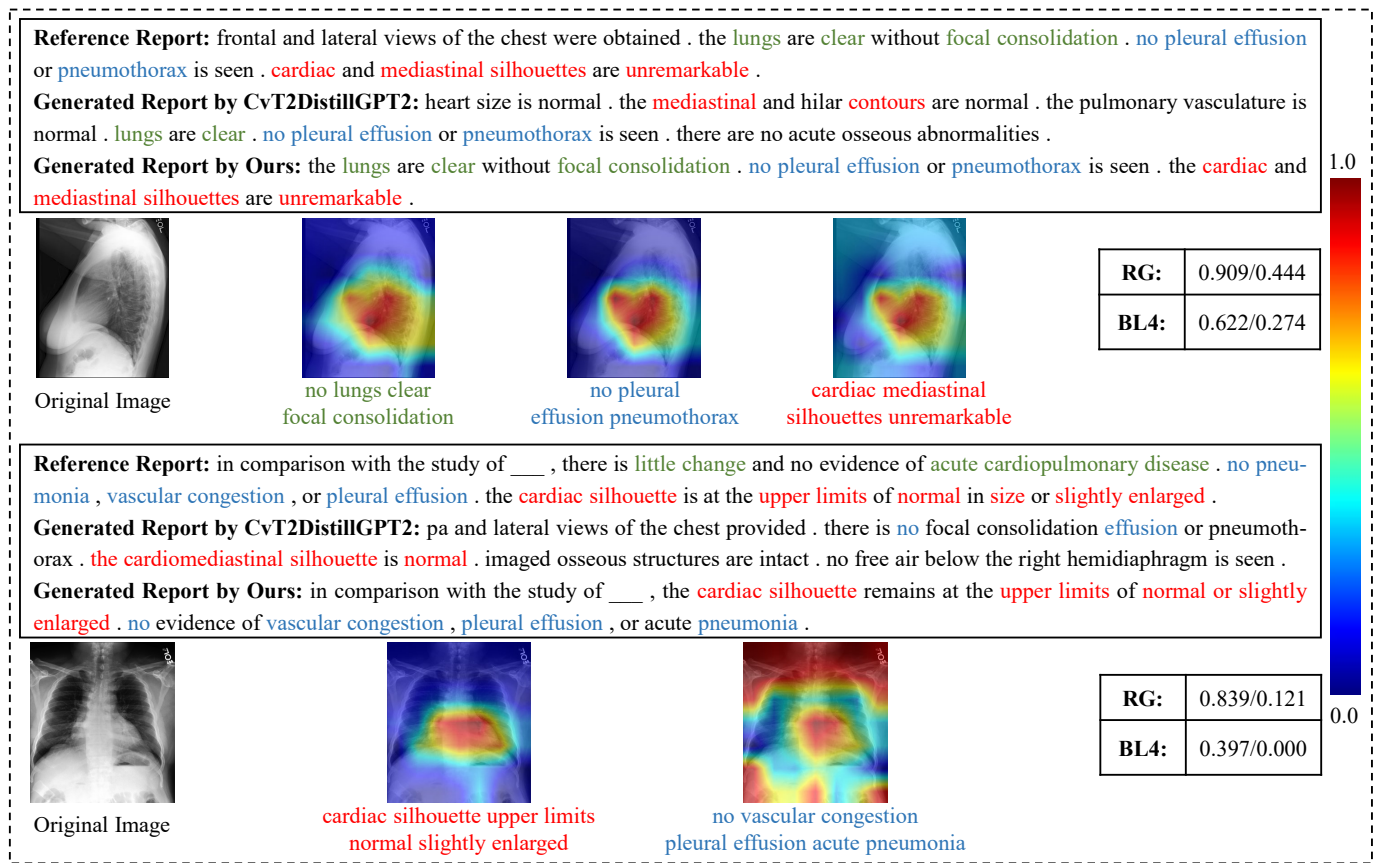 Reference Report: frontal and lateral views of the chest were obtained . the lungs are clear without focal consolidation . no pleural effusion
or pneumothorax is seen . cardiac and mediastinal silhouettes are unremarkable .
Generated Report by CvT2DistillGPT2: heart size is normal . the mediastinal and hilar contours are normal . the pulmonary vasculature is
normal . lungs are clear . no pleural effusion or pneumothorax is seen . there are no acute osseous abnormalities .
Generated Report by Ours: the lungs are clear without focal consolidation . no pleural effusion or pneumothorax is seen . the cardiac and
mediastinal silhouettes are unremarkable .
1.0
RG: 0.909/0.444
BL4: 0.622/0.274
Original Image
no lungs clear
focal consolidation
no pleural
effusion pneumothorax
cardiac mediastinal
silhouettes unremarkable
Reference Report: in comparison with the study of ___ , there is little change and no evidence of acute cardiopulmonary disease . no pneu-
monia , vascular congestion , or pleural effusion . the cardiac silhouette is at the upper limits of normal in size or slightly enlarged .
Generated Report by CvT2DistillGPT2: pa and lateral views of the chest provided . there is no focal consolidation effusion or pneumoth-
orax . the cardiomediastinal silhouette is normal . imaged osseous structures are intact . no free air below the right hemidiaphragm is seen .
Generated Report by Ours: in comparison with the study of ___ , the cardiac silhouette remains at the upper limits of normal or slightly
enlarged . no evidence of vascular congestion , pleural effusion , or acute pneumonia .
RG: 0.839/0.121
BL4: 0.397/0.000
0.0
Original Image
cardiac silhouette upper limits
normal slightly enlarged
no vascular congestion
pleural effusion acute pneumonia